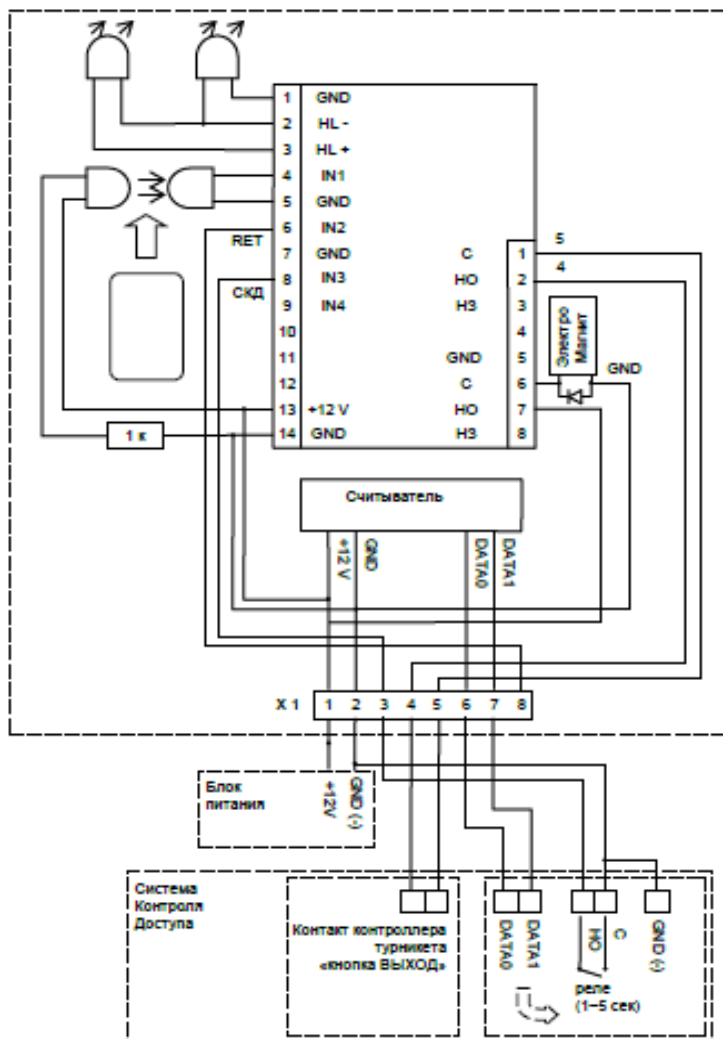 1 GND
2 HL -
3 HL +
4 IN1
5 GND
6 IN2
RET
7 GND
8 IN3
СКД
9 IN4
10
11
12
13 +12 V
14 GND
1 к
5
C 1
4
HO 2
НЗ 3
4
GND 5
C 6
HO 7
НЗ 8
Электро
Магнит
GND
Считыватель
+12 V
GND
DATA0
DATA1
X 1 1 2 3 4 5 6 7 8
Блок
питания
+12V
GND (-)
Система
Контроля
Доступа
Контакт контроллера
турникета
«кнопка ВЫХОД»
DATA0
DATA1
HO
C
GND (-)
реле
(1–5 сек)